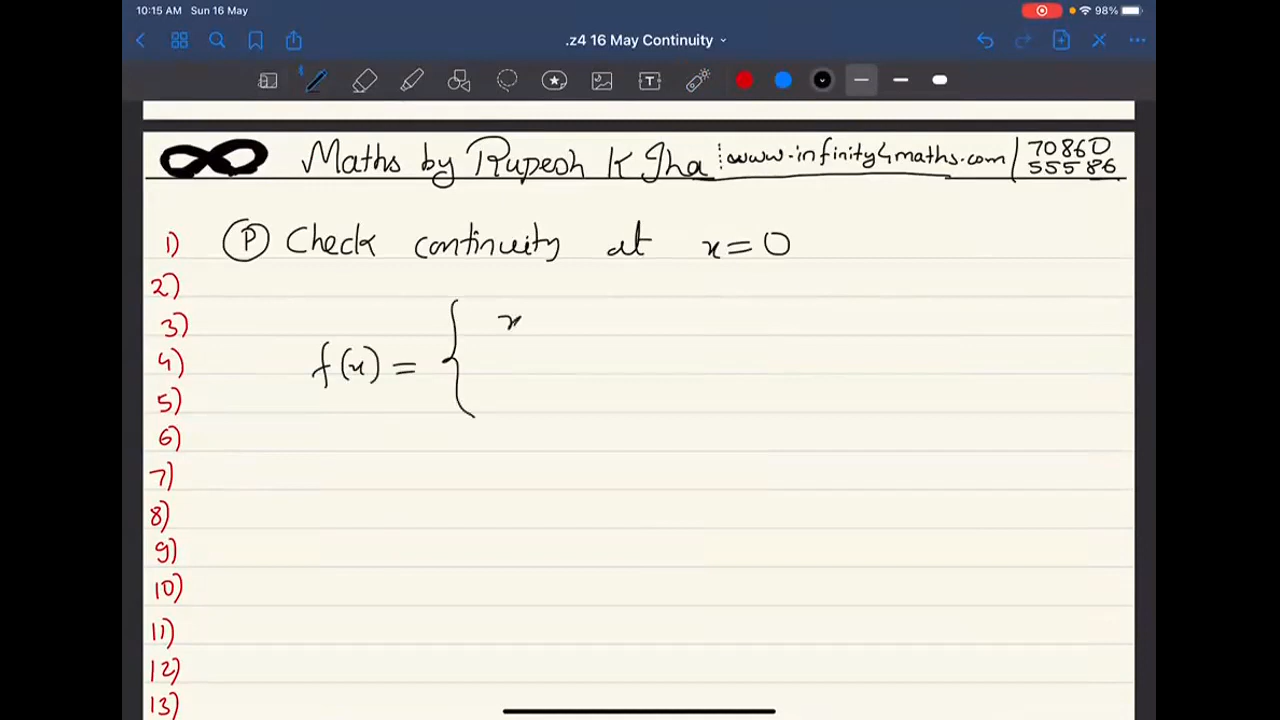 10:15 AM Sun 16 May 98%
.z4 16 May Continuity
∞ Maths by Rupesh K Jha www.infinity4maths.com 70860 55586
1) Ⓟ Check continuity at x=0
2)
3) x
4) f(x) = {
5)
6)
7)
8)
9)
10)
11)
12)
13)